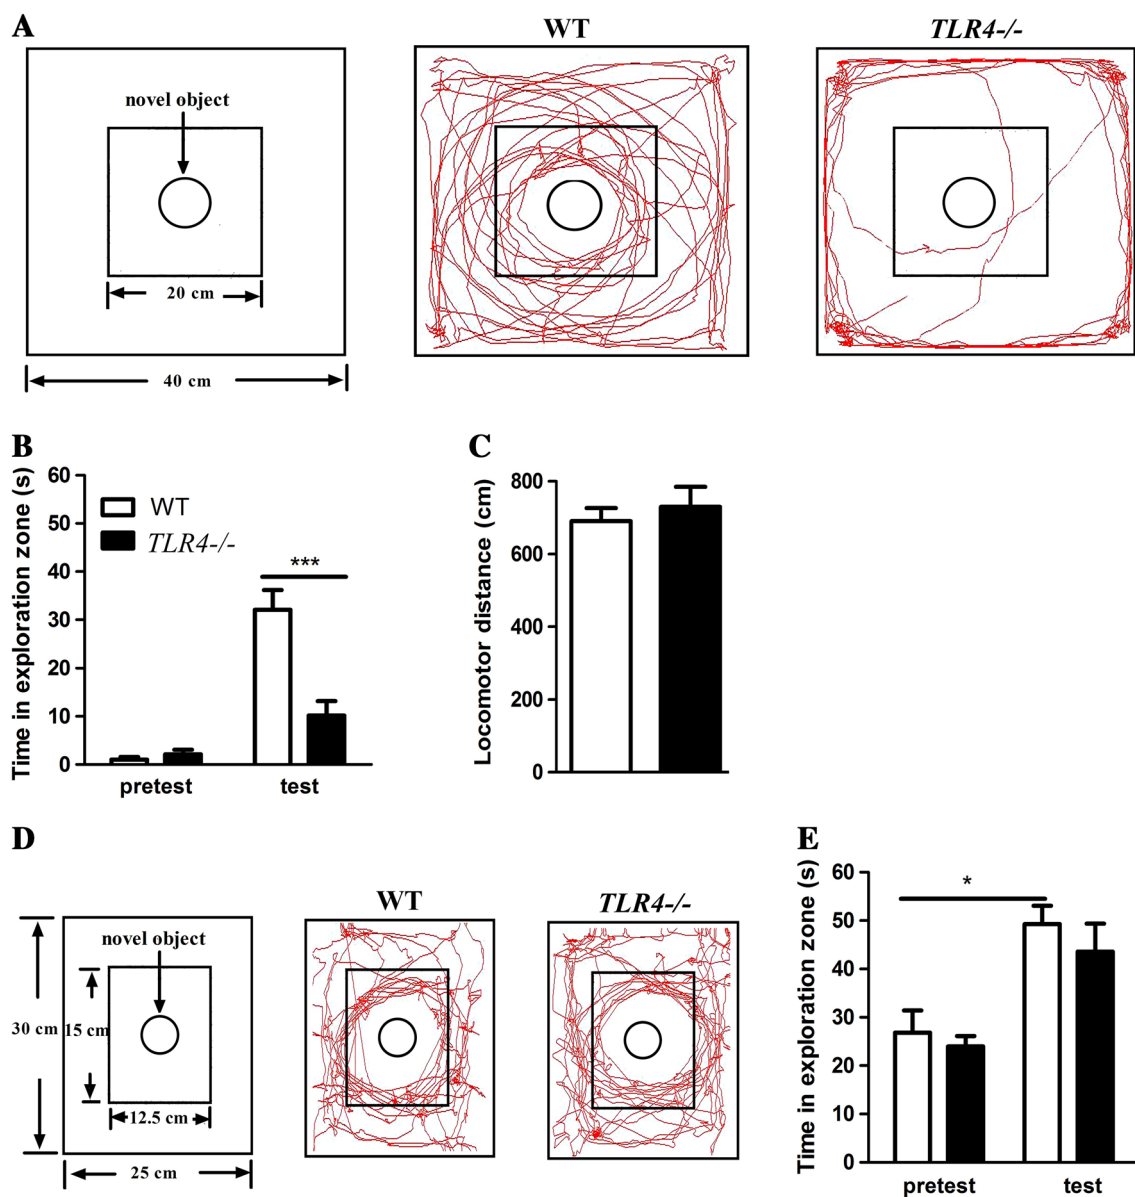 A
WT
TLR4-/-
novel object
20 cm
40 cm
B
Time in exploration zone (s)
60
50
40
30
20
10
0
WT
TLR4-/-
***
pretest
test
C
Locomotor distance (cm)
800
600
400
200
0
D
novel object
30 cm
15 cm
12.5 cm
25 cm
WT
TLR4-/-
E
Time in exploration zone (s)
60
50
40
30
20
10
0
*
pretest
test